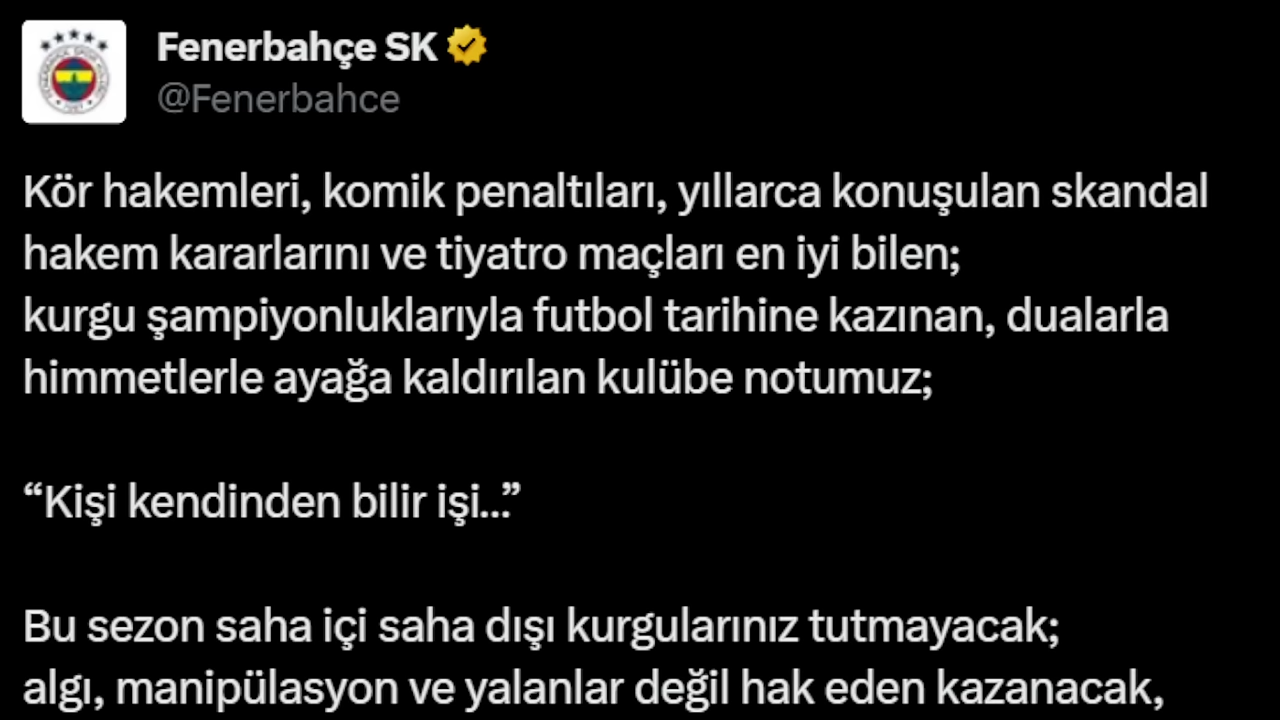 Fenerbahçe SK
@Fenerbahce
Kör hakemleri, komik penaltıları, yıllarca konuşulan skandal
hakem kararlarını ve tiyatro maçları en iyi bilen;
kurgu şampiyonluklarıyla futbol tarihine kazınan, dualarla
himmetlerle ayağa kaldırılan kulübe notumuz;
“Kişi kendinden bilir işi...”
Bu sezon saha içi saha dışı kurgularınız tutmayacak;
algı, manipülasyon ve yalanlar değil hak eden kazanacak,